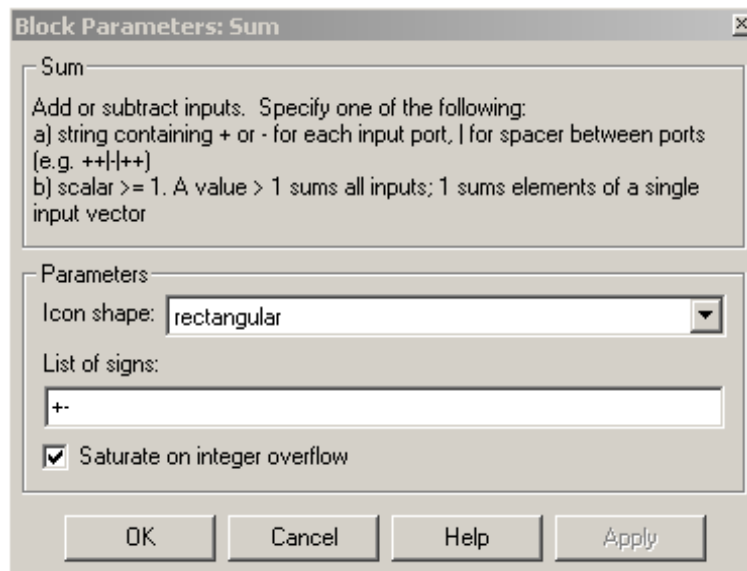 Block Parameters: Sum
Sum
Add or subtract inputs. Specify one of the following:
a) string containing + or - for each input port, | for spacer between ports
(e.g. ++|-|++)
b) scalar >= 1. A value > 1 sums all inputs; 1 sums elements of a single
input vector
Parameters
Icon shape: rectangular
List of signs:
+-
Saturate on integer overflow
OK Cancel Help Apply